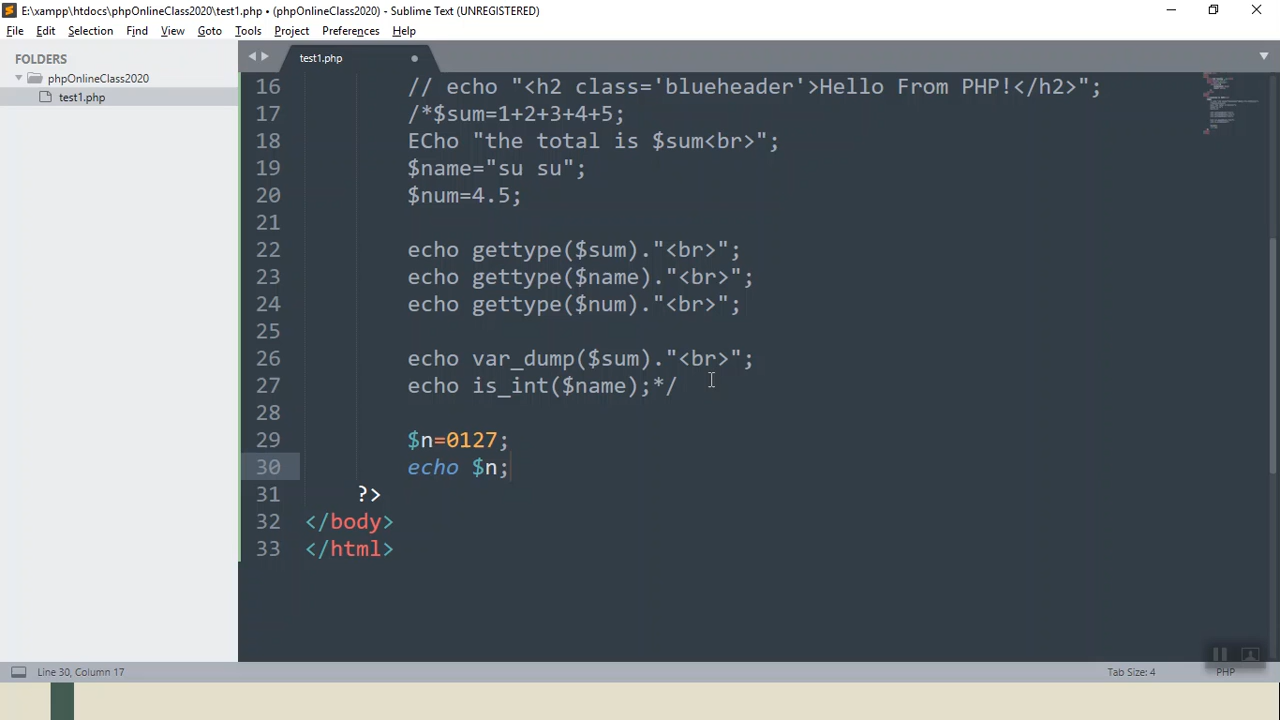 E:\xampp\htdocs\phpOnlineClass2020\test1.php • (phpOnlineClass2020) - Sublime Text (UNREGISTERED)
File Edit Selection Find View Goto Tools Project Preferences Help
FOLDERS
phpOnlineClass2020
test1.php
test1.php
16 // echo "<h2 class='blueheader'>Hello From PHP!</h2>";
17 /*$sum=1+2+3+4+5;
18 ECho "the total is $sum<br>";
19 $name="su su";
20 $num=4.5;
21
22 echo gettype($sum)."<br>";
23 echo gettype($name)."<br>";
24 echo gettype($num)."<br>";
25
26 echo var_dump($sum)."<br>";
27 echo is_int($name);*/
28
29 $n=0127;
30 echo $n;
31 ?>
32 </body>
33 </html>
Line 30, Column 17
Tab Size: 4
PHP